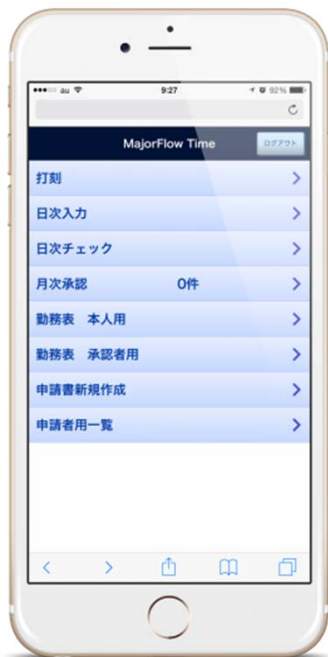 au 9:27 92%
MajorFlow Time ログアウト
打刻
日次入力
日次チェック
月次承認 0件
勤務表 本人用
勤務表 承認者用
申請書新規作成
申請者用一覧